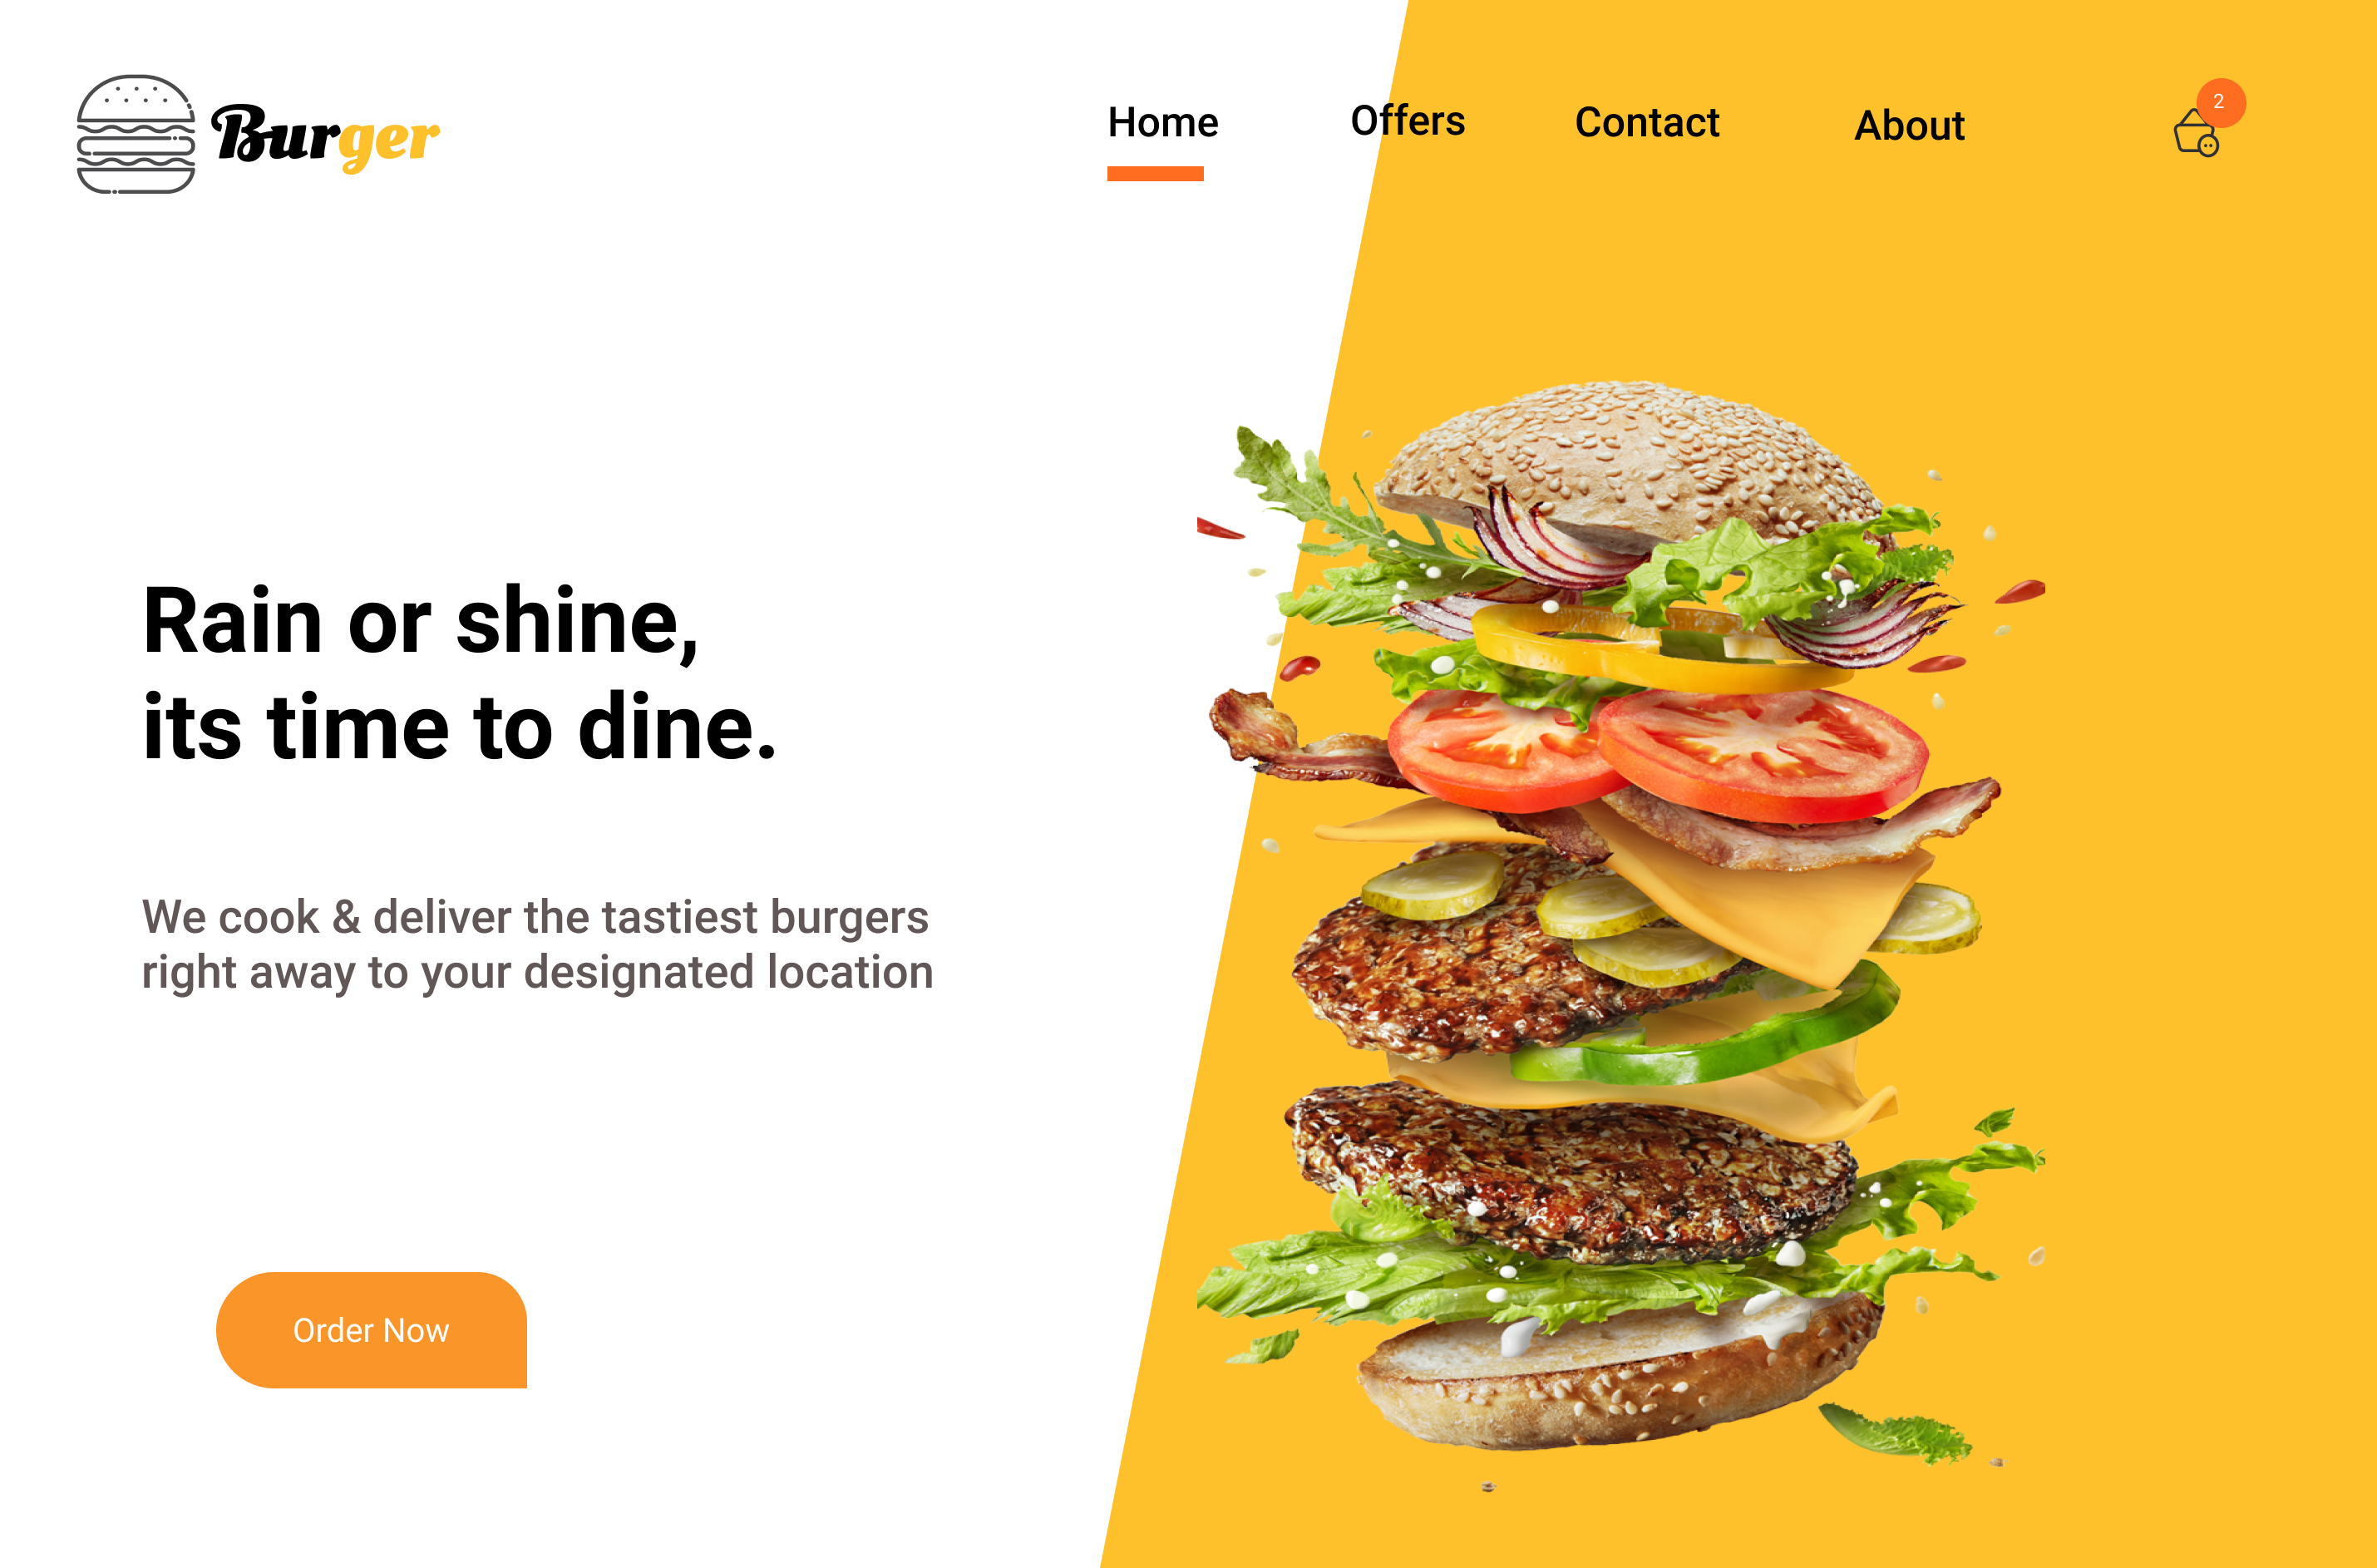 Burger
Home
Offers
Contact
About
2
Rain or shine,
its time to dine.
We cook & deliver the tastiest burgers
right away to your designated location
Order Now